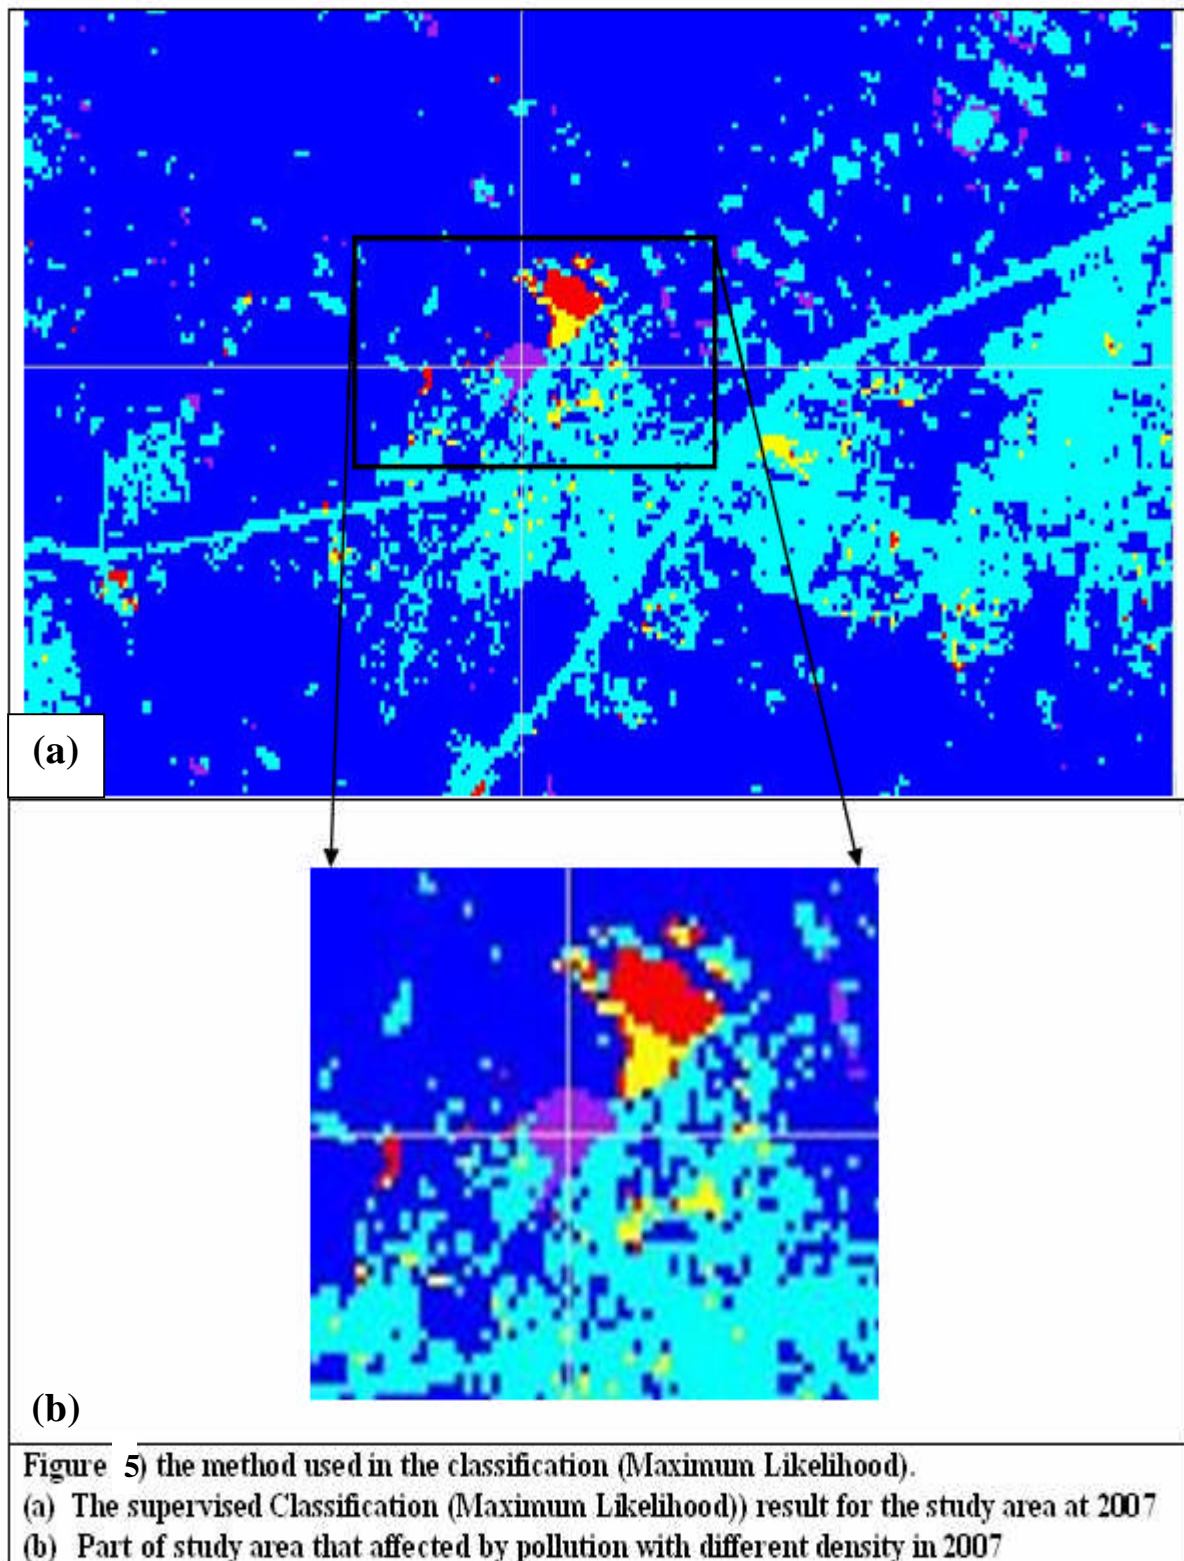 (a)
(b)
Figure 5) the method used in the classification (Maximum Likelihood).
(a) The supervised Classification (Maximum Likelihood)) result for the study area at 2007
(b) Part of study area that affected by pollution with different density in 2007